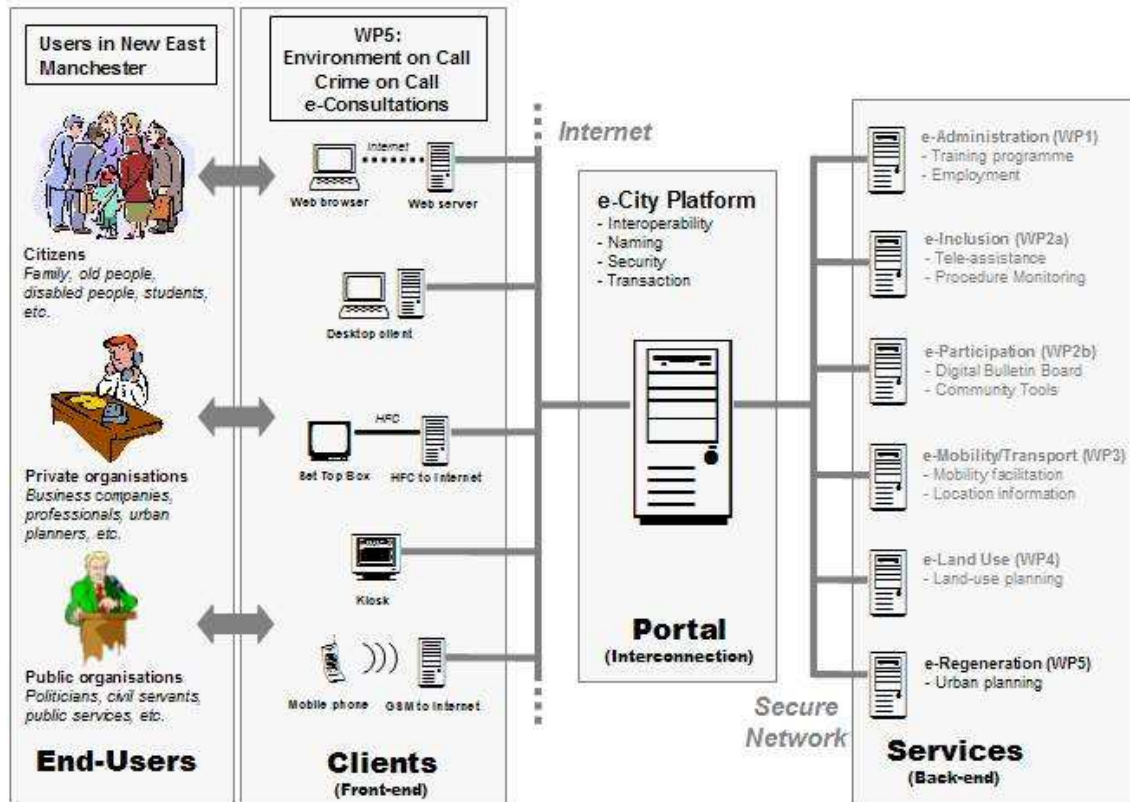 Users in New East
Manchester
Citizens
Family, old people,
disabled people, students,
etc.
Private organisations
Business companies,
professionals, urban
planners, etc.
Public organisations
Politicians, civil servants,
public services, etc.
End-Users
WP5:
Environment on Call
Crime on Call
e-Consultations
Internet
Web browser
Web server
Desktop client
HFC
Set Top Box
HFC to Internet
Kiosk
Mobile phone
GSM to Internet
Clients
(Front-end)
Internet
e-City Platform
- Interoperability
- Naming
- Security
- Transaction
Portal
(Interconnection)
Secure
Network
e-Administration (WP1)
- Training programme
- Employment
e-Inclusion (WP2a)
- Tele-assistance
- Procedure Monitoring
e-Participation (WP2b)
- Digital Bulletin Board
- Community Tools
e-Mobility/Transport (WP3)
- Mobility facilitation
- Location information
e-Land Use (WP4)
- Land-use planning
e-Regeneration (WP5)
- Urban planning
Services
(Back-end)